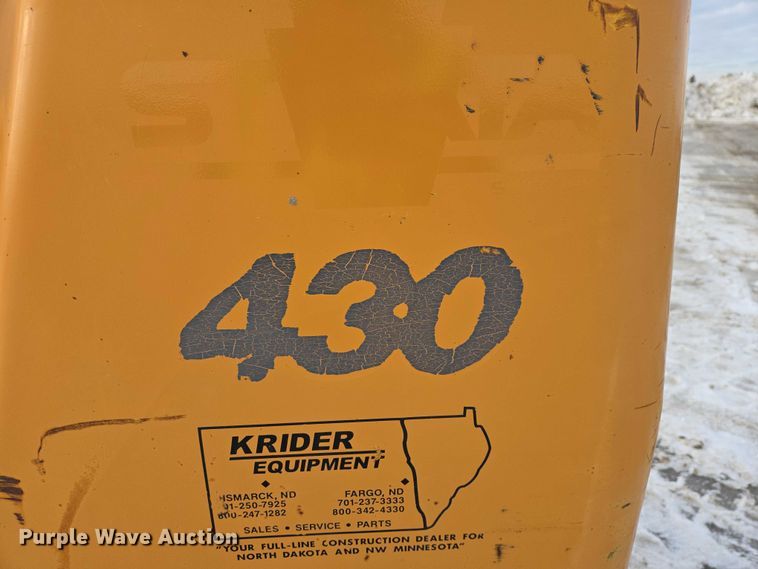 430
KRIDER
EQUIPMENT
ISMARCK, ND FARGO, ND
01-250-7925 701-237-3333
800-247-1282 800-342-4330
SALES • SERVICE • PARTS
"YOUR FULL-LINE CONSTRUCTION DEALER FOR
NORTH DAKOTA AND NW MINNESOTA"
Purple Wave Auction